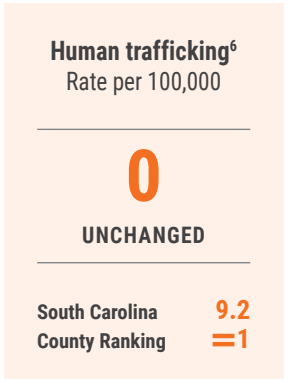 Human trafficking⁶
Rate per 100,000
0
UNCHANGED
South Carolina 9.2
County Ranking =1